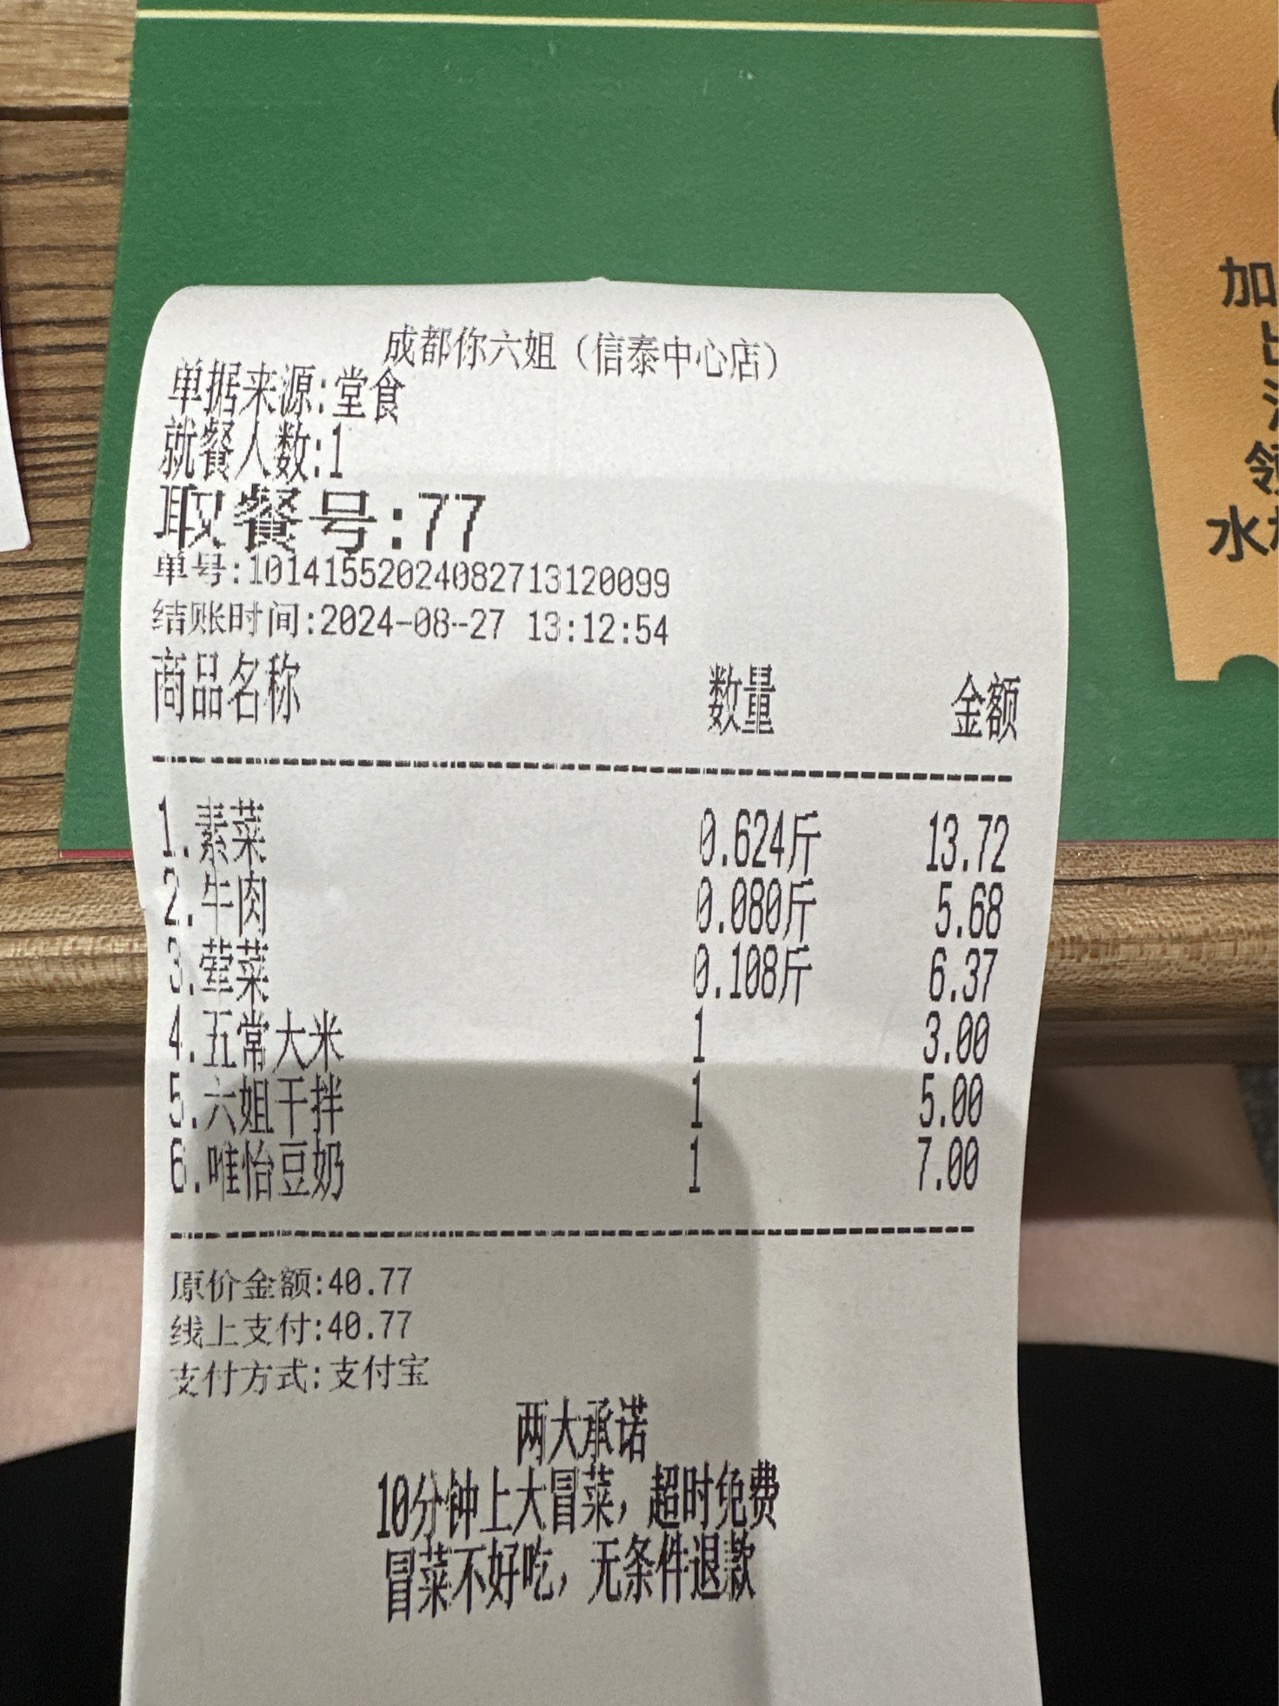 成都你六姐（信泰中心店）
单据来源:堂食
就餐人数:1
取餐号:77
单号:10141552024082713120099
结账时间:2024-08-27 13:12:54
商品名称 数量 金额
1.素菜 0.624斤 13.72
2.牛肉 0.080斤 5.68
3.荤菜 0.108斤 6.37
4.五常大米 1 3.00
5.六姐干拌 1 5.00
6.唯怡豆奶 1 7.00
原价金额:40.77
线上支付:40.77
支付方式:支付宝
两大承诺
10分钟上大冒菜，超时免费
冒菜不好吃，无条件退款
加
领
水